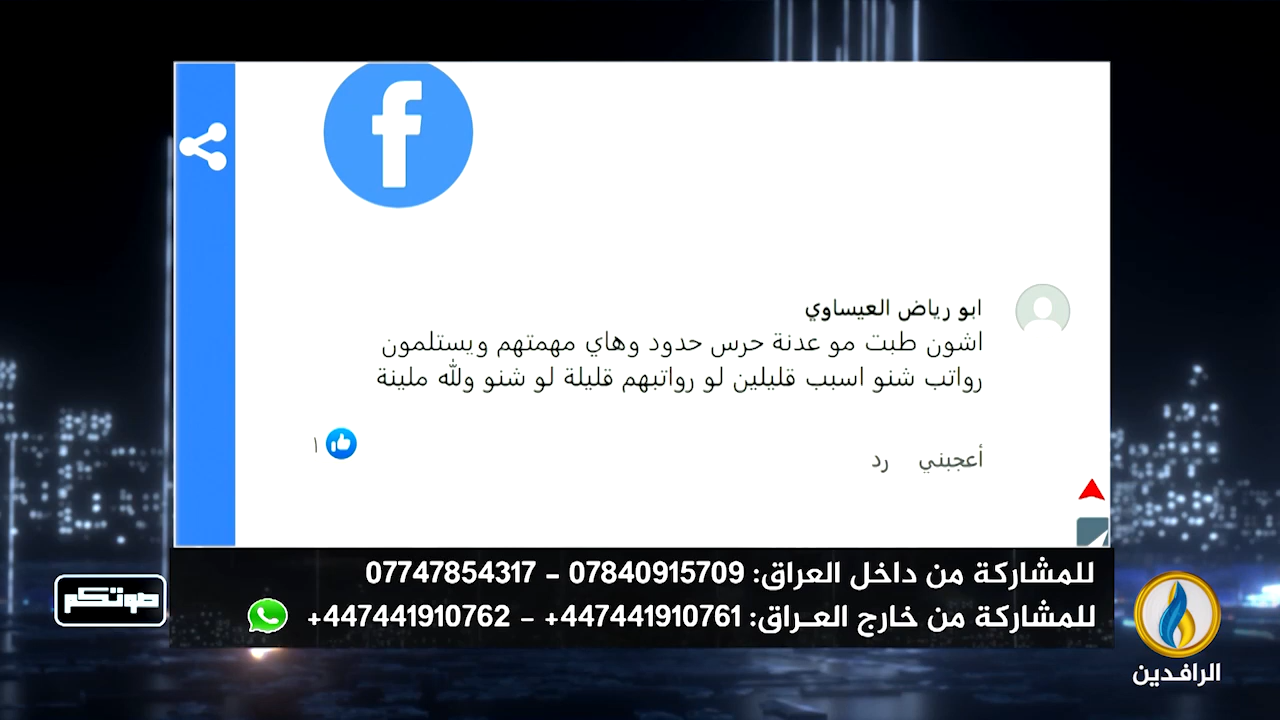 f
ابو رياض العيساوي
اشون طبت مو عدنة حرس حدود وهاي مهمتهم ويستلمون
رواتب شنو اسبب قليلين لو رواتبهم قليلة لو شنو ولله ملينة
أعجبني رد
١
للمشاركة من داخل العراق: 07840915709 - 07747854317
للمشاركة من خارج العـراق: 447441910761+ - 447441910762+
صوتكم
الرافدين